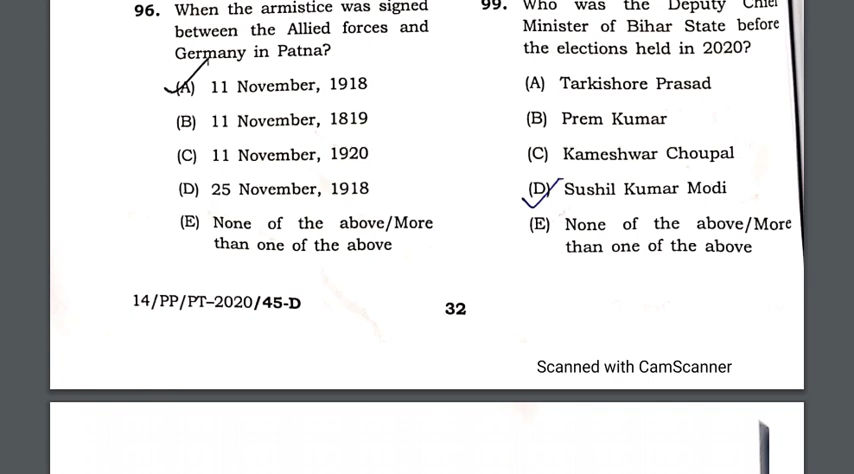 96. When the armistice was signed
between the Allied forces and
Germany in Patna?
(A) 11 November, 1918
(B) 11 November, 1819
(C) 11 November, 1920
(D) 25 November, 1918
(E) None of the above/More
than one of the above
99. Who was the Deputy Chief
Minister of Bihar State before
the elections held in 2020?
(A) Tarkishore Prasad
(B) Prem Kumar
(C) Kameshwar Choupal
(D) Sushil Kumar Modi
(E) None of the above/More
than one of the above
14/PP/PT–2020/45-D
32
Scanned with CamScanner